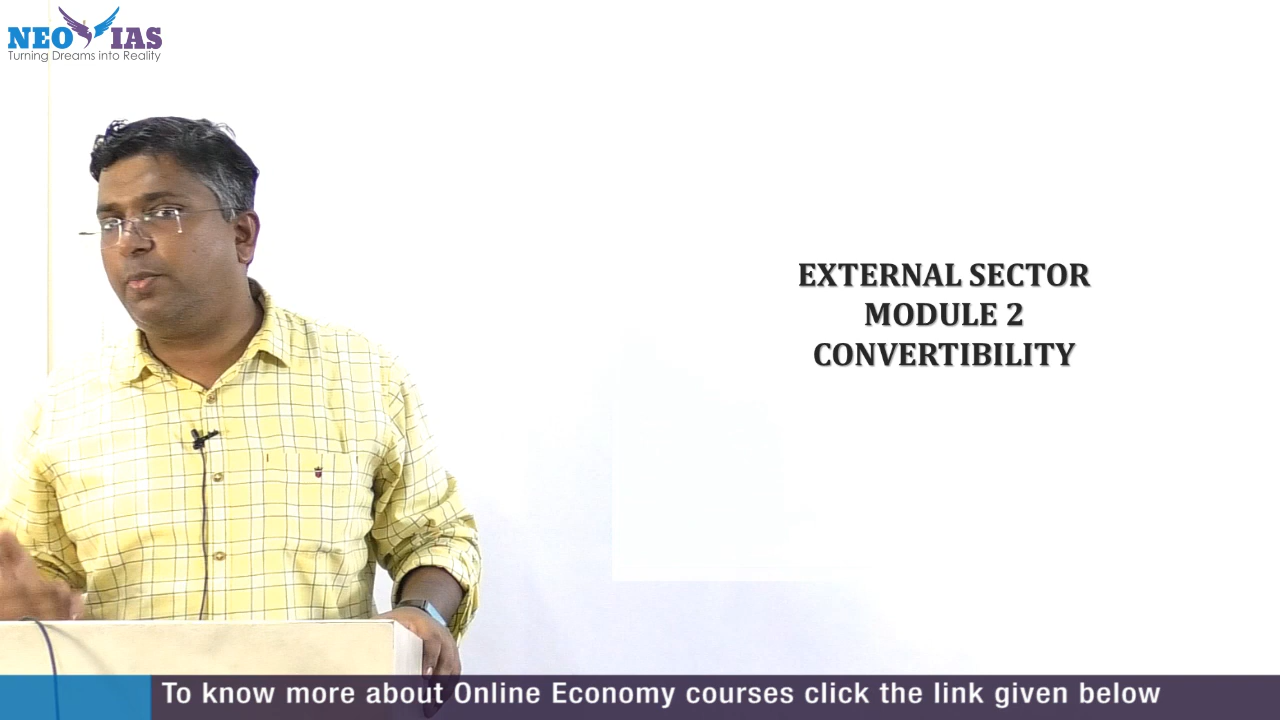 NEO IAS
Turning Dreams into Reality
EXTERNAL SECTOR
MODULE 2
CONVERTIBILITY
To know more about Online Economy courses click the link given below